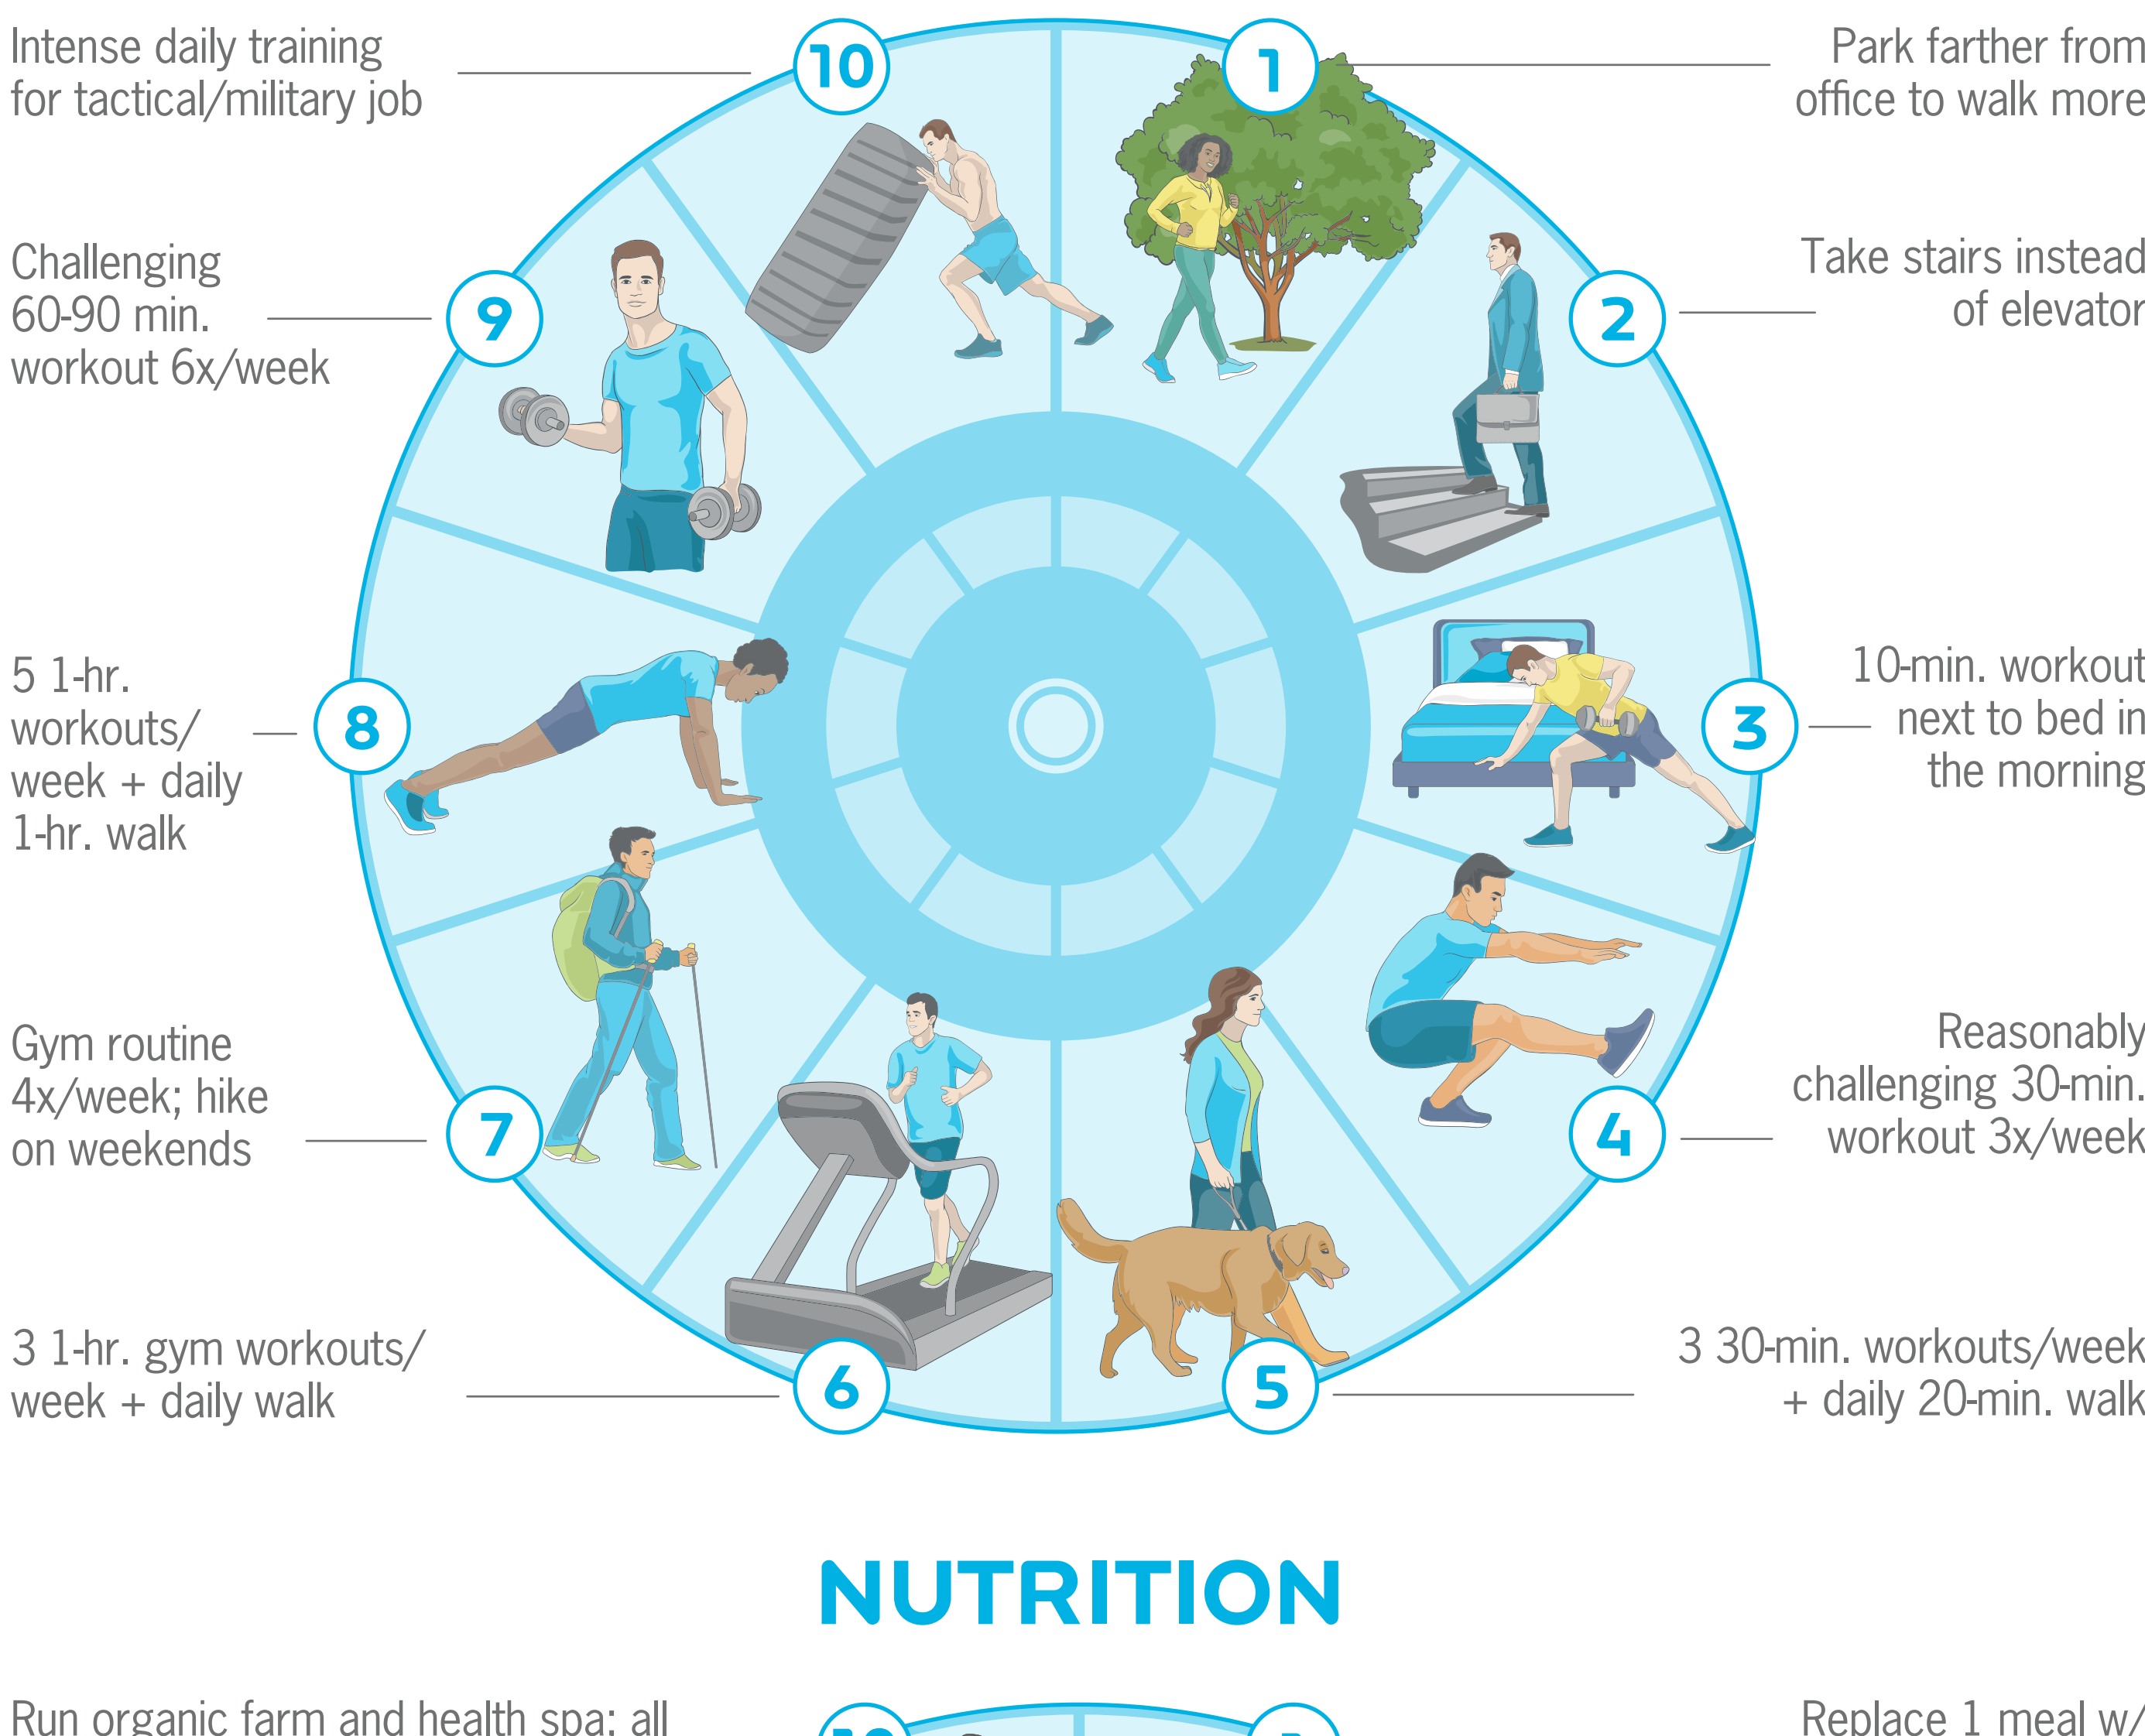 10
Intense daily training
for tactical/military job
1
Park farther from
office to walk more
9
Challenging
60-90 min.
workout 6x/week
2
Take stairs instead
of elevator
8
5 1-hr.
workouts/
week + daily
1-hr. walk
3
10-min. workout
next to bed in
the morning
7
Gym routine
4x/week; hike
on weekends
4
Reasonably
challenging 30-min.
workout 3x/week
6
3 1-hr. gym workouts/
week + daily walk
5
3 30-min. workouts/week
+ daily 20-min. walk
NUTRITION
Run organic farm and health spa; all
10
Replace 1 meal w/